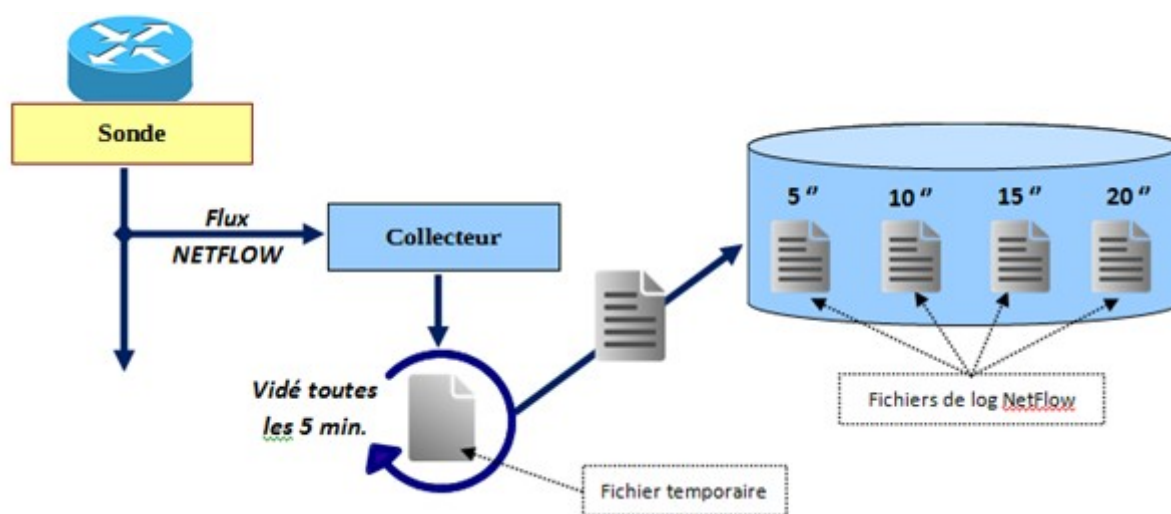 Sonde
Flux
NETFLOW
Collecteur
5 ″
10 ″
15 ″
20 ″
Vidé toutes
les 5 min.
Fichiers de log NetFlow
Fichier temporaire